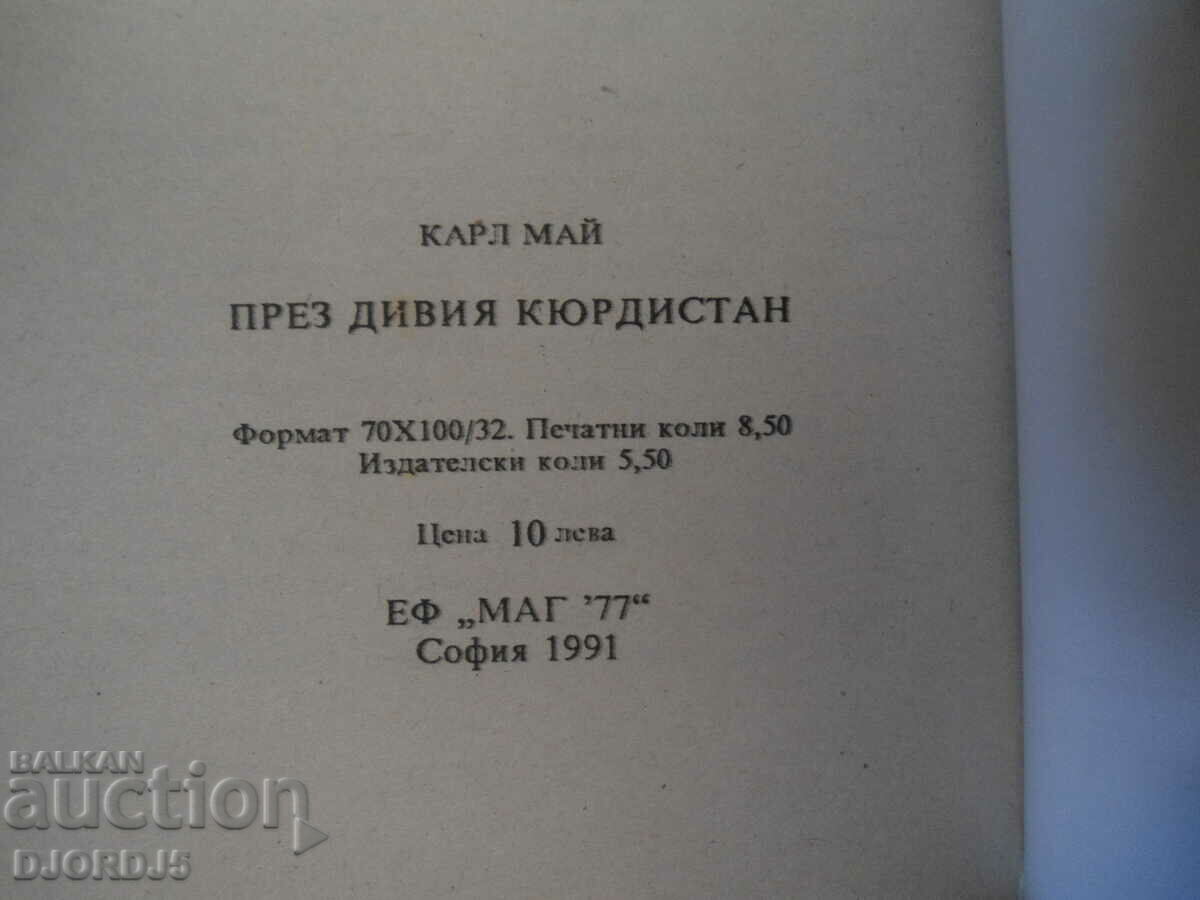 КАРЛ МАЙ
ПРЕЗ ДИВИЯ КЮРДИСТАН
Формат 70X100/32. Печатни коли 8,50
Издателски коли 5,50
Цена 10 лева
ЕФ „МАГ '77“
София 1991
BALKAN
auction
DJORDJ5